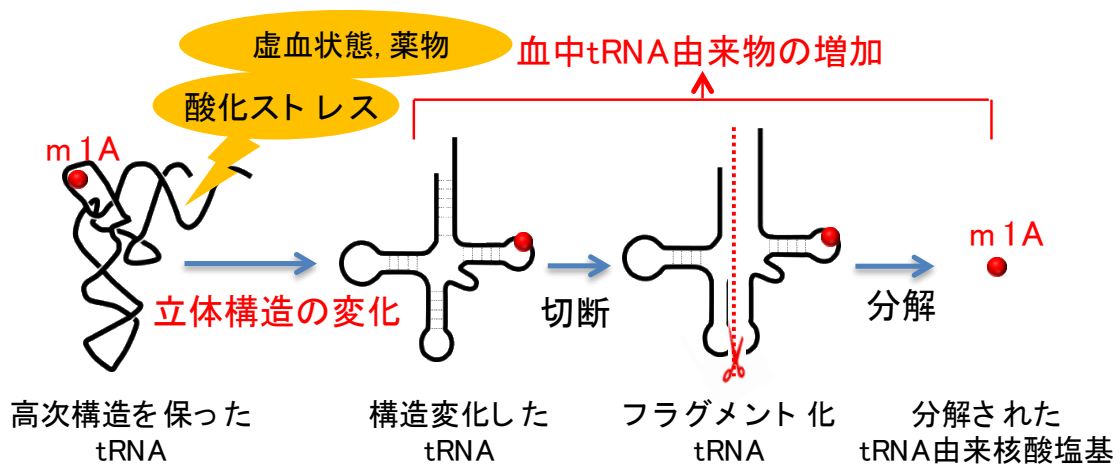 虚血状態, 薬物
血中tRNA由来物の増加
酸化ストレス
m1A
m1A
立体構造の変化
切断
分解
高次構造を保った
tRNA
構造変化した
tRNA
フラグメント化
tRNA
分解された
tRNA由来核酸塩基